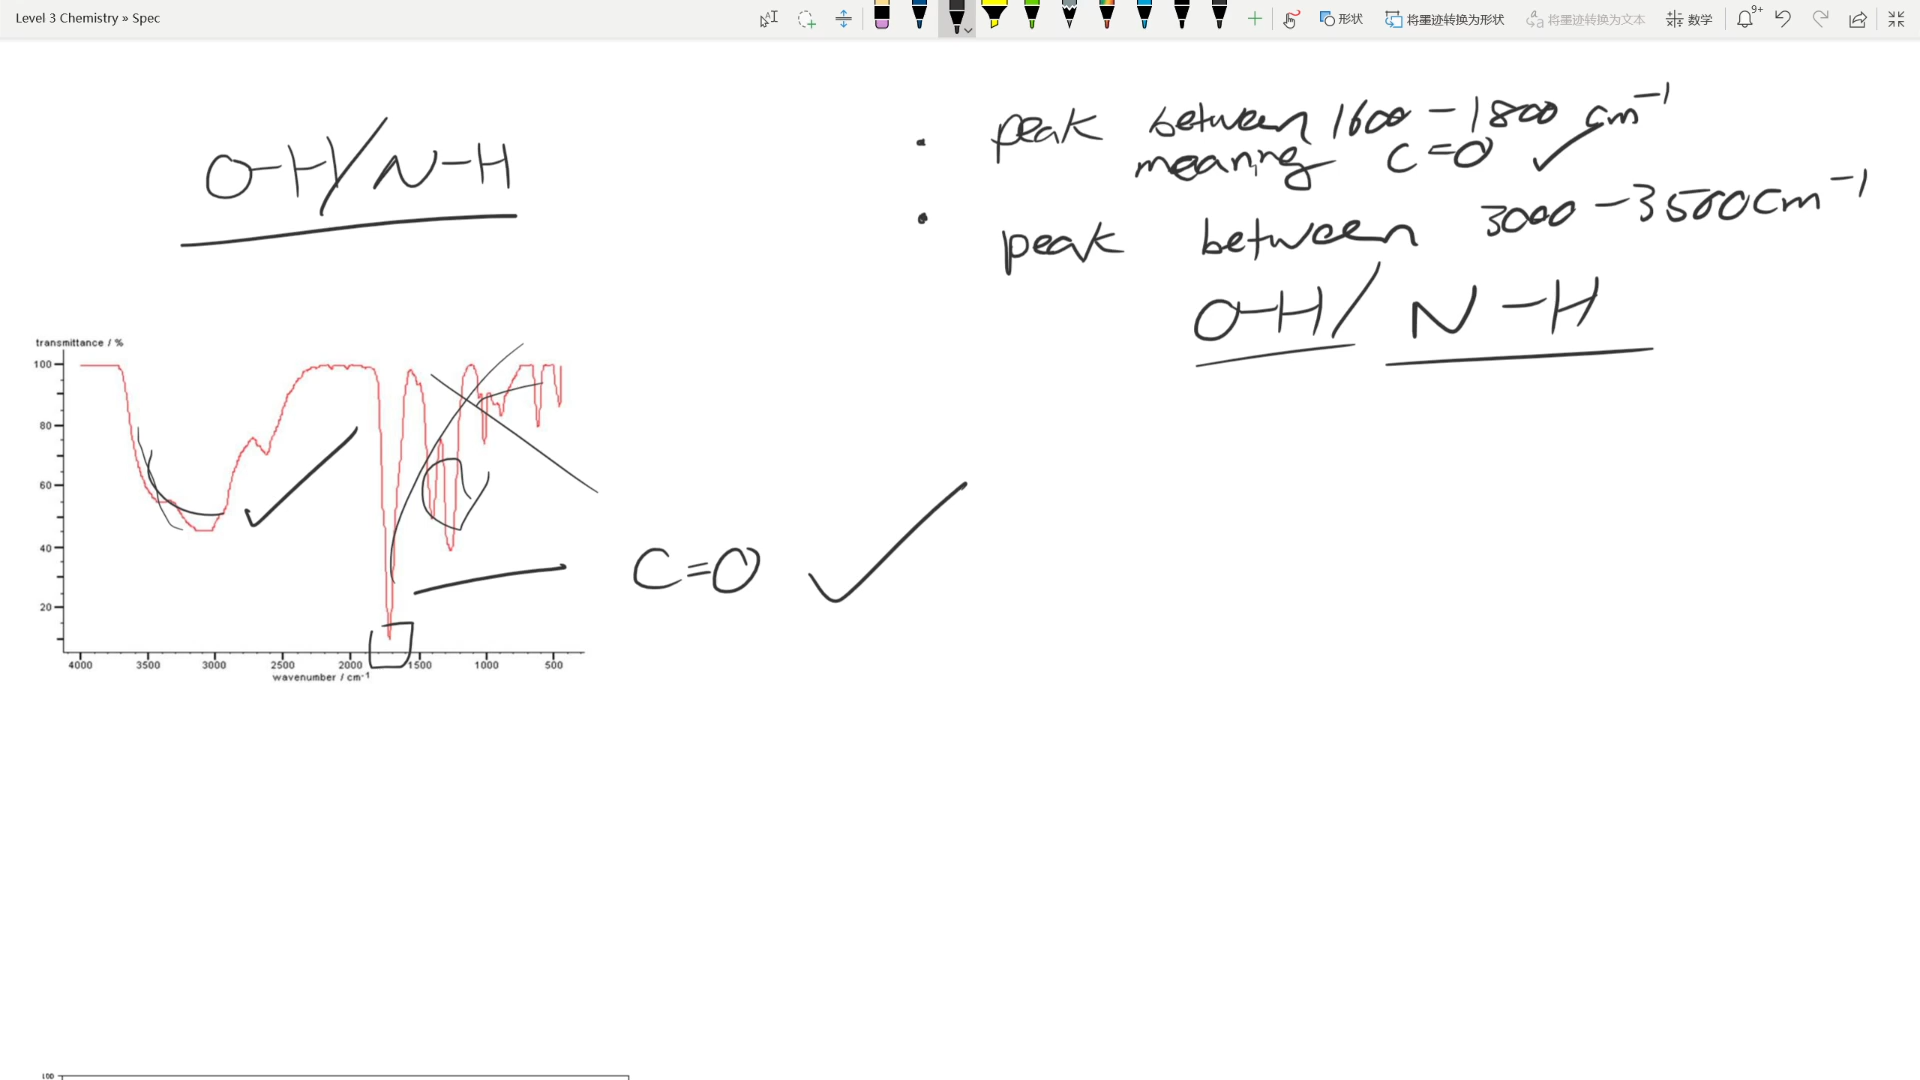 Level 3 Chemistry » Spec
形状
将墨迹转换为形状
将墨迹转换为文本
数学
9+
O-H/N-H
• peak between 1600 - 1800 cm⁻¹
meaning C=O ✓
• peak between 3000 - 3500cm⁻¹
O-H/ N-H
transmittance / %
100
80
60
40
20
4000 3500 3000 2500 2000 1500 1000 500
wavenumber / cm⁻¹
C=O ✓
100